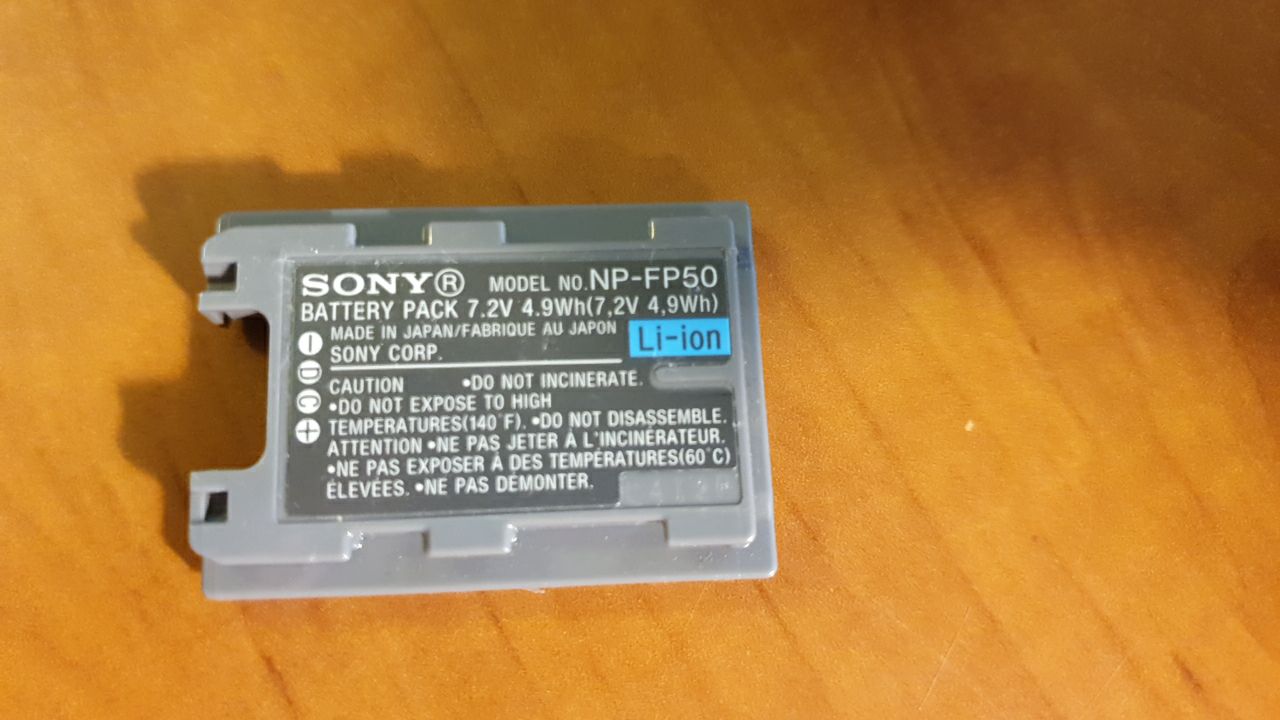 SONY® MODEL NO.NP-FP50
BATTERY PACK 7.2V 4.9Wh(7,2V 4,9Wh)
MADE IN JAPAN/FABRIQUE AU JAPON
SONY CORP.
Li-ion
CAUTION •DO NOT INCINERATE.
•DO NOT EXPOSE TO HIGH
TEMPERATURES(140°F). •DO NOT DISASSEMBLE.
ATTENTION •NE PAS JETER À L'INCINÉRATEUR.
•NE PAS EXPOSER À DES TEMPÉRATURES(60°C)
ÉLEVÉES. •NE PAS DÉMONTER.
−
D
C
+